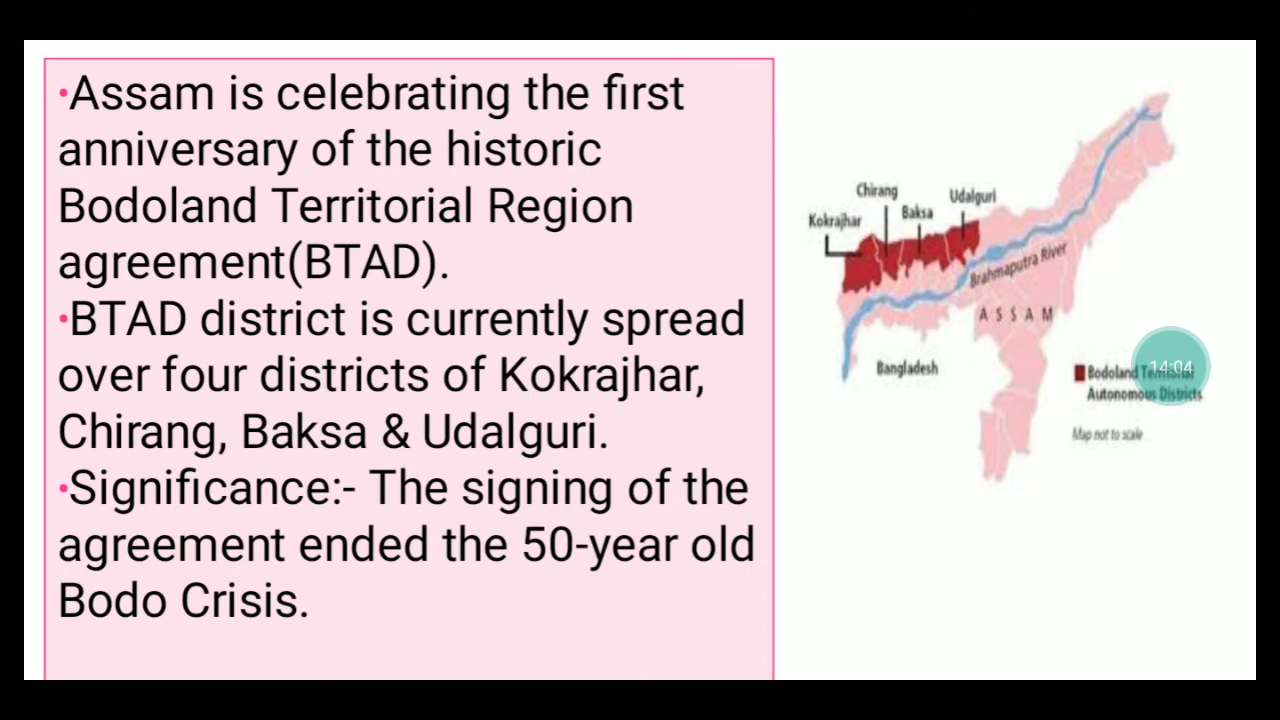 •Assam is celebrating the first
anniversary of the historic
Bodoland Territorial Region
agreement(BTAD).
•BTAD district is currently spread
over four districts of Kokrajhar,
Chirang, Baksa & Udalguri.
•Significance:- The signing of the
agreement ended the 50-year old
Bodo Crisis.
Chirang
Udalguri
Baksa
Kokrajhar
Brahmaputra River
ASSAM
Bangladesh
14:04
Bodoland Territorial
Autonomous Districts
Map not to scale